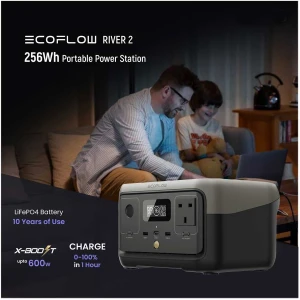 ECOFLOW RIVER 2
256Wh Portable Power Station
LiFePO4 Battery
10 Years of Use
X-BOOST
upto 600W
CHARGE
0-100%
in 1 Hour
ECOFLOW